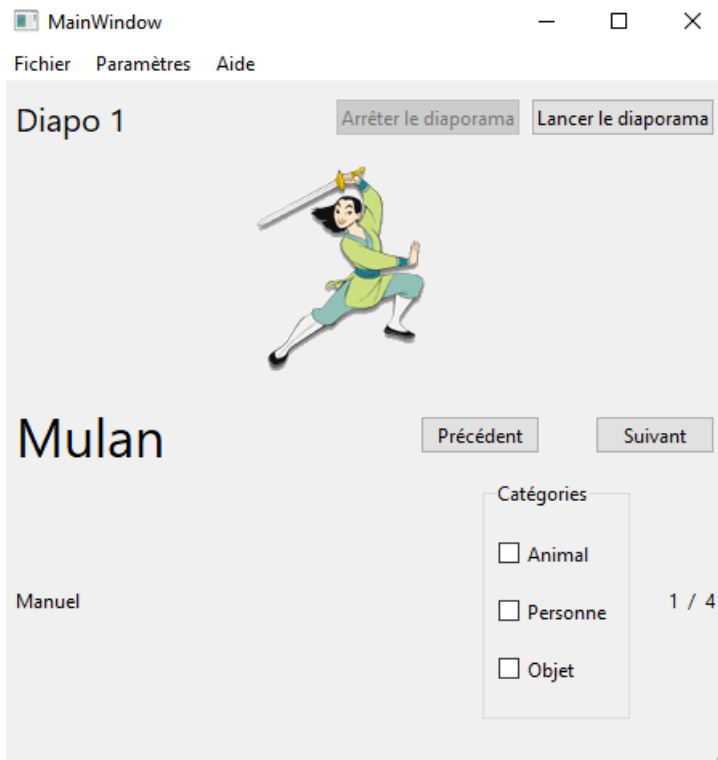 MainWindow
Fichier Paramètres Aide
Diapo 1
Arrêter le diaporama Lancer le diaporama
Mulan
Précédent Suivant
Catégories
Animal
Manuel
Personne
1 / 4
Objet